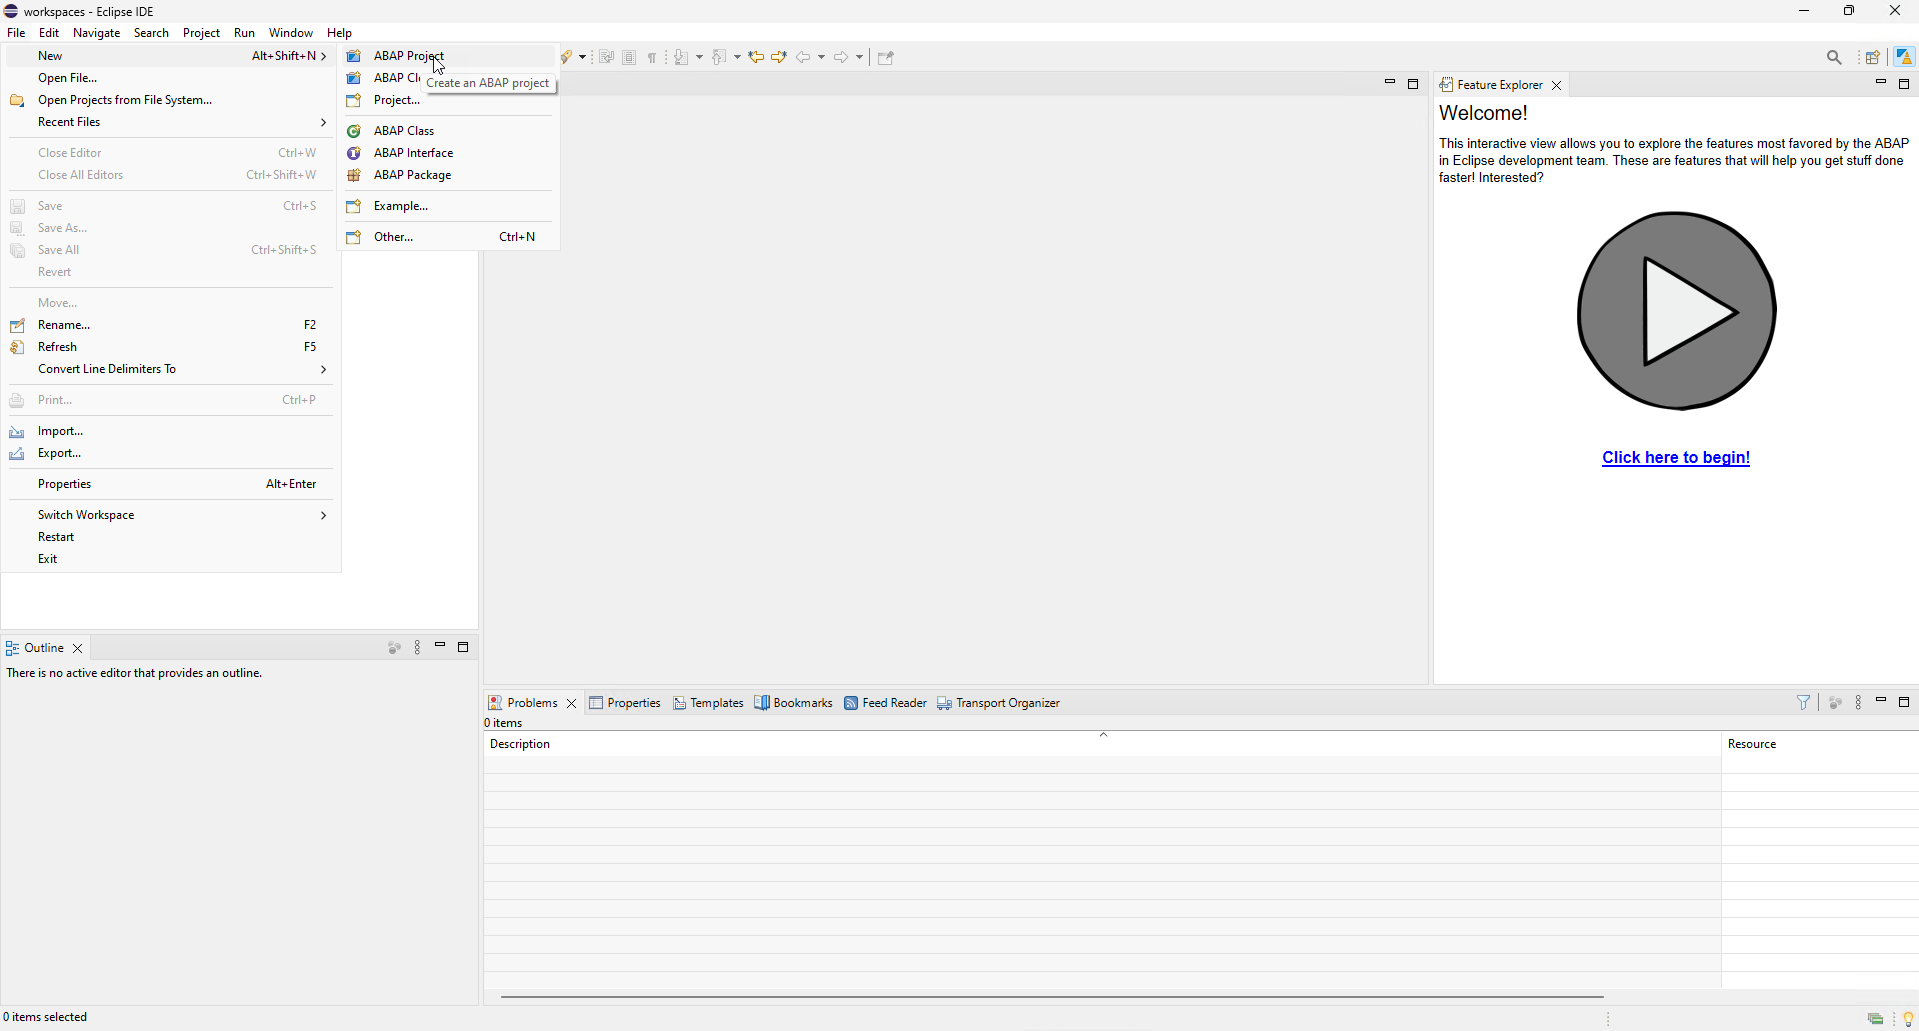 workspaces - Eclipse IDE
File Edit Navigate Search Project Run Window Help
New Alt+Shift+N >
Open File...
Open Projects from File System...
Recent Files >
Close Editor Ctrl+W
Close All Editors Ctrl+Shift+W
Save Ctrl+S
Save As...
Save All Ctrl+Shift+S
Revert
Move...
Rename... F2
Refresh F5
Convert Line Delimiters To >
Print... Ctrl+P
Import...
Export...
Properties Alt+Enter
Switch Workspace >
Restart
Exit
ABAP Project
ABAP Cl
Create an ABAP project
Project...
ABAP Class
ABAP Interface
ABAP Package
Example...
Other... Ctrl+N
Feature Explorer
Welcome!
This interactive view allows you to explore the features most favored by the ABAP
in Eclipse development team. These are features that will help you get stuff done
faster! Interested?
Click here to begin!
Outline
There is no active editor that provides an outline.
Problems Properties Templates Bookmarks Feed Reader Transport Organizer
0 items
Description Resource
0 items selected